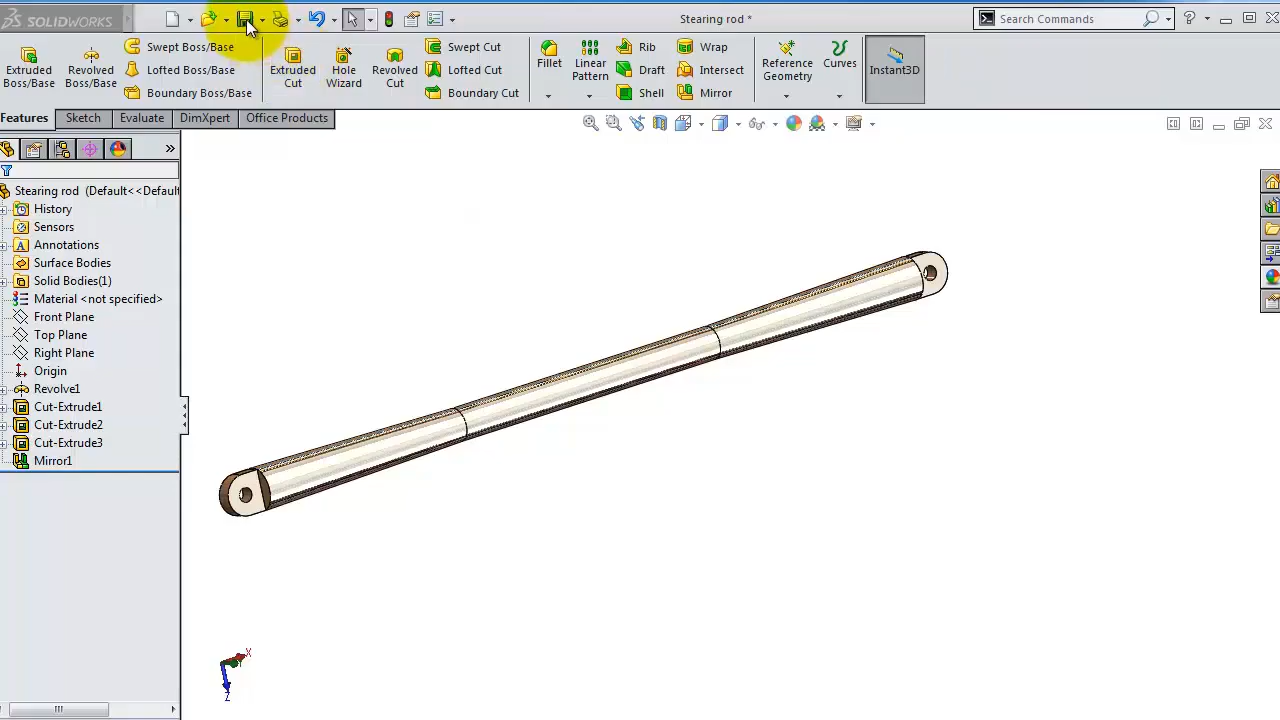 SOLIDWORKS
Stearing rod *
Search Commands
?
Extruded Boss/Base
Revolved Boss/Base
Swept Boss/Base
Lofted Boss/Base
Boundary Boss/Base
Extruded Cut
Hole Wizard
Revolved Cut
Swept Cut
Lofted Cut
Boundary Cut
Fillet
Linear Pattern
Rib
Draft
Shell
Wrap
Intersect
Mirror
Reference Geometry
Curves
Instant3D
Features
Sketch
Evaluate
DimXpert
Office Products
»
Stearing rod (Default<<Default
History
Sensors
Annotations
Surface Bodies
Solid Bodies(1)
Material <not specified>
Front Plane
Top Plane
Right Plane
Origin
Revolve1
Cut-Extrude1
Cut-Extrude2
Cut-Extrude3
Mirror1
X
Z